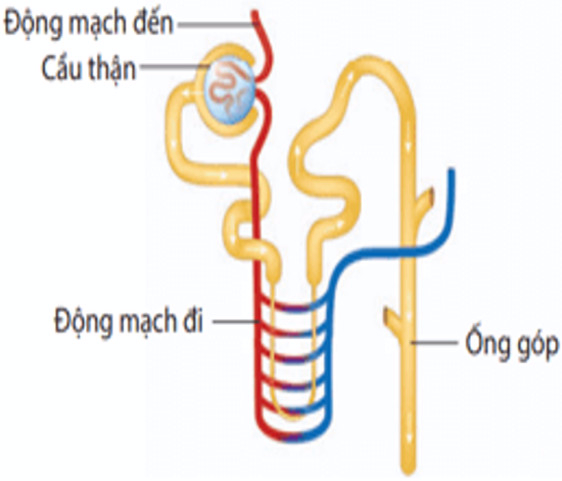 Động mạch đến
Cầu thận
Động mạch đi
Ống góp